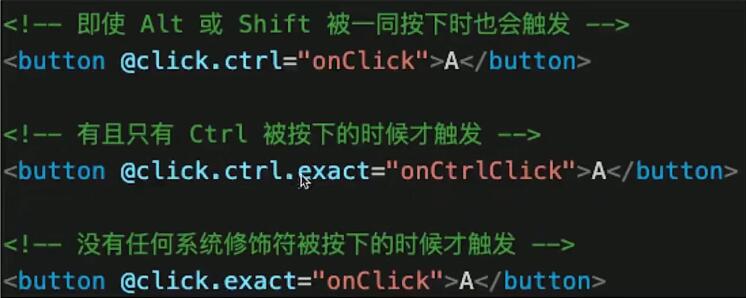 <!-- 即使 Alt 或 Shift 被一同按下时也会触发 -->
<button @click.ctrl="onClick">A</button>
<!-- 有且只有 Ctrl 被按下的时候才触发 -->
<button @click.ctrl.exact="onCtrlClick">A</button>
<!-- 没有任何系统修饰符被按下的时候才触发 -->
<button @click.exact="onClick">A</button>